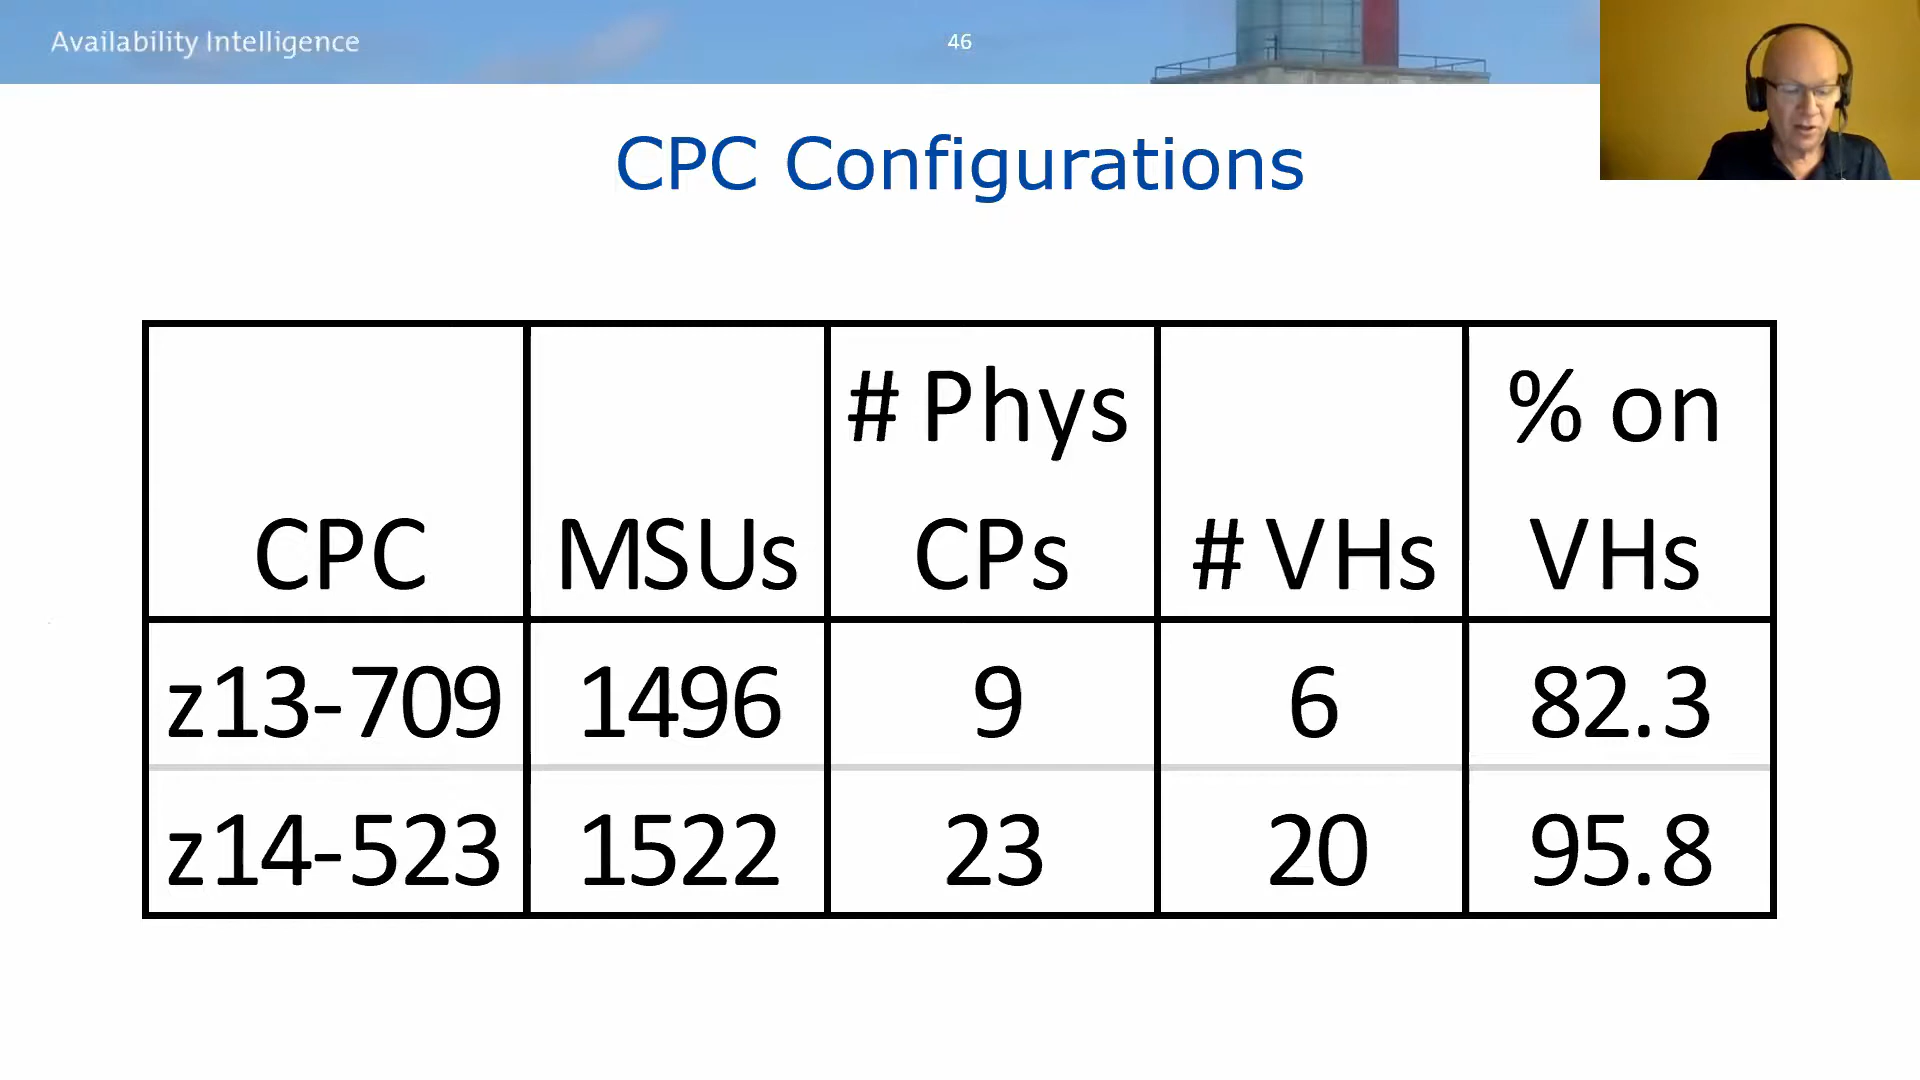 Availability Intelligence
46
CPC Configurations
CPC MSUs # Phys CPs # VHs % on VHs
z13-709 1496 9 6 82.3
z14-523 1522 23 20 95.8